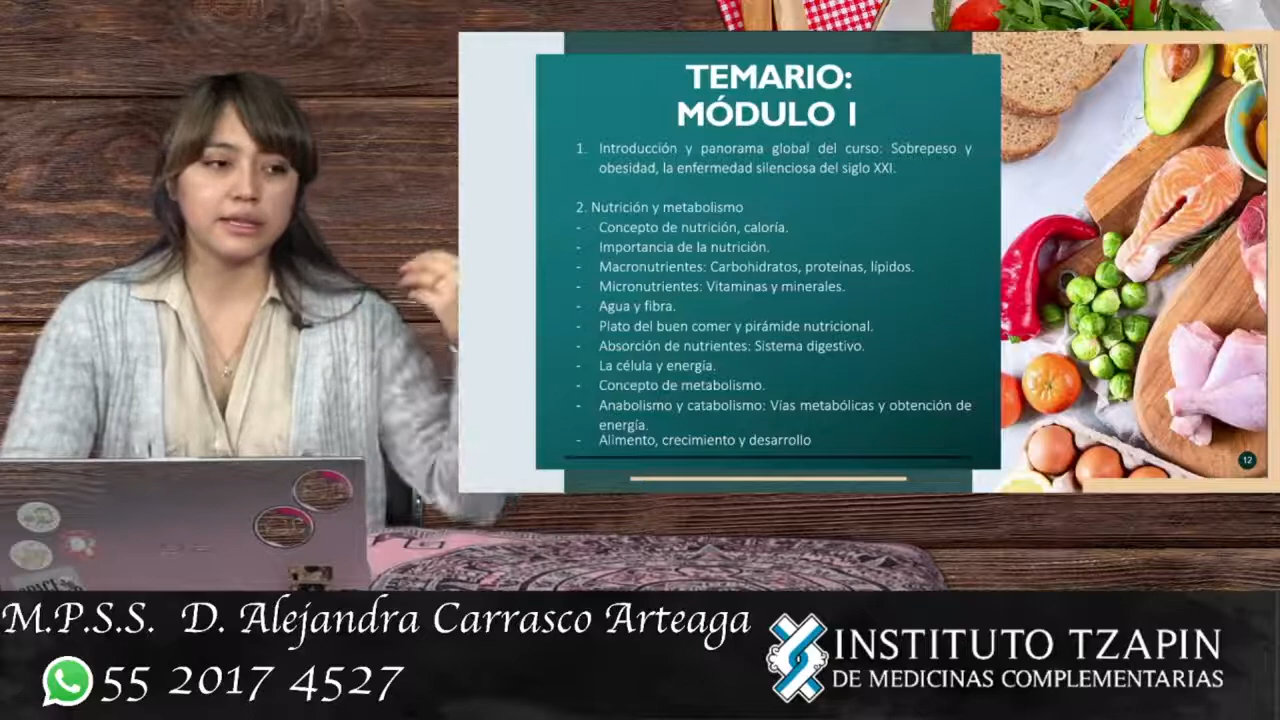 TEMARIO:
MÓDULO I
1. Introducción y panorama global del curso: Sobrepeso y
obesidad, la enfermedad silenciosa del siglo XXI.
2. Nutrición y metabolismo
- Concepto de nutrición, caloría.
- Importancia de la nutrición.
- Macronutrientes: Carbohidratos, proteínas, lípidos.
- Micronutrientes: Vitaminas y minerales.
- Agua y fibra.
- Plato del buen comer y pirámide nutricional.
- Absorción de nutrientes: Sistema digestivo.
- La célula y energía.
- Concepto de metabolismo.
- Anabolismo y catabolismo: Vías metabólicas y obtención de
energía.
- Alimento, crecimiento y desarrollo
12
M.P.S.S. D. Alejandra Carrasco Arteaga
55 2017 4527
INSTITUTO TZAPIN
DE MEDICINAS COMPLEMENTARIAS